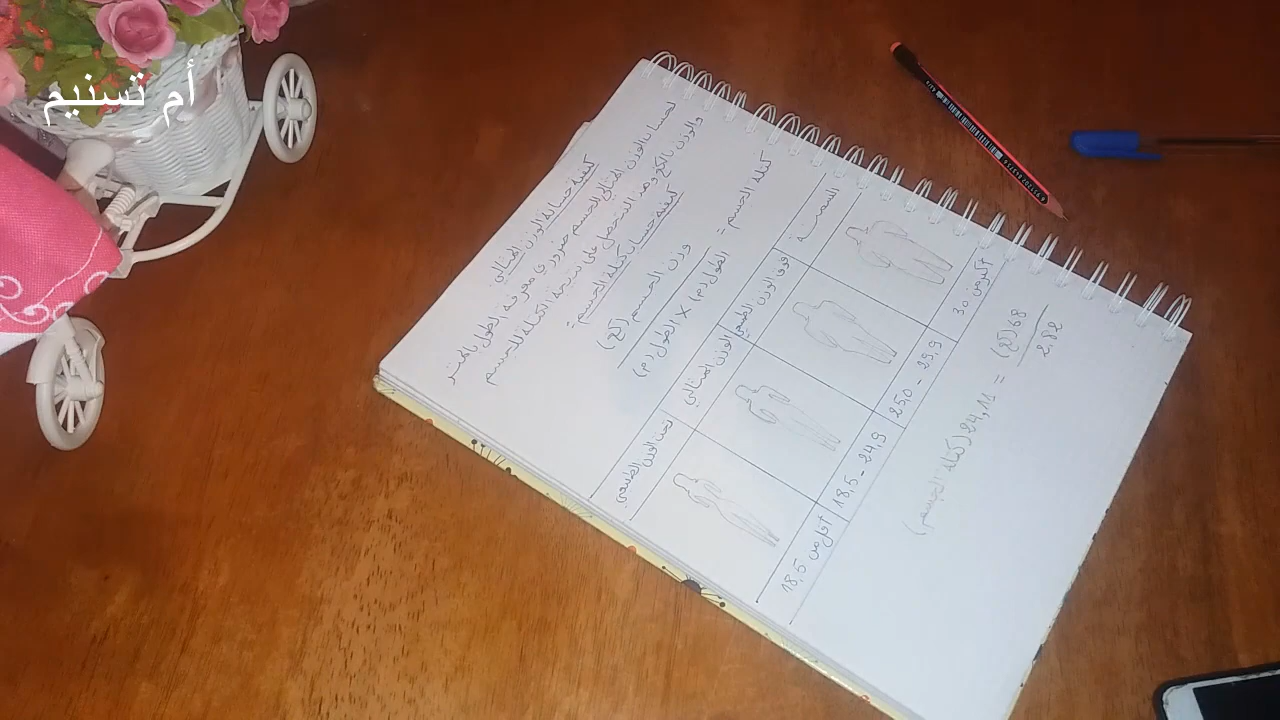 أم تسنيم
كيفية حساب الوزن المثالي
لحساب الوزن المثالي للجسم ضروري معرفة الطول بالمتر
والوزن بالكغ وهذا لنتحصل على نتيجة الكتلة للجسم
كيفية حساب كتلة الجسم:
كتلة الجسم = وزن الجسم (كغ)
الطول (م) X الطول (م)
السمنة
فوق الوزن الطبيعي
الوزن المثالي
تحت الوزن الطبيعي
أكبر من 30
25,0 - 29,9
18,5 - 24,9
أقل من 18,5
68 (كغ)
2.82
= 24,11 (كتلة الجسم)